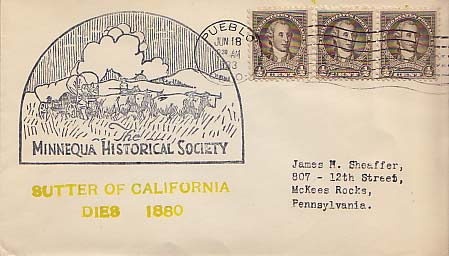 PUEBLO
JUN 18
The
MINNEQUA HISTORICAL SOCIETY
SUTTER OF CALIFORNIA
DIES 1880
James M. Sheaffer,
807 - 12th Street,
McKees Rocks,
Pennsylvania.